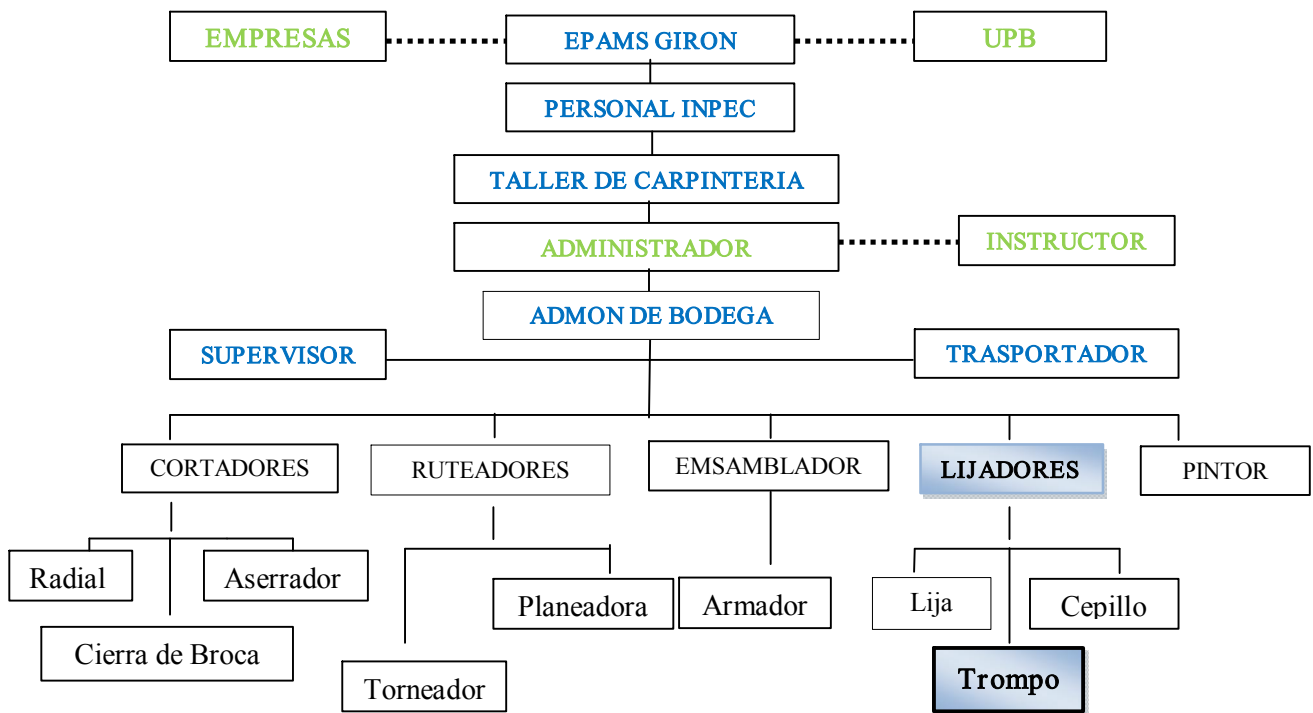 EMPRESAS
EPAMS GIRON
UPB
PERSONAL INPEC
TALLER DE CARPINTERIA
ADMINISTRADOR
INSTRUCTOR
ADMON DE BODEGA
SUPERVISOR
TRASPORTADOR
CORTADORES
RUTEADORES
EMSAMBLADOR
LIJADORES
PINTOR
Radial
Aserrador
Planeadora
Armador
Lija
Cepillo
Cierra de Broca
Torneador
Trompo